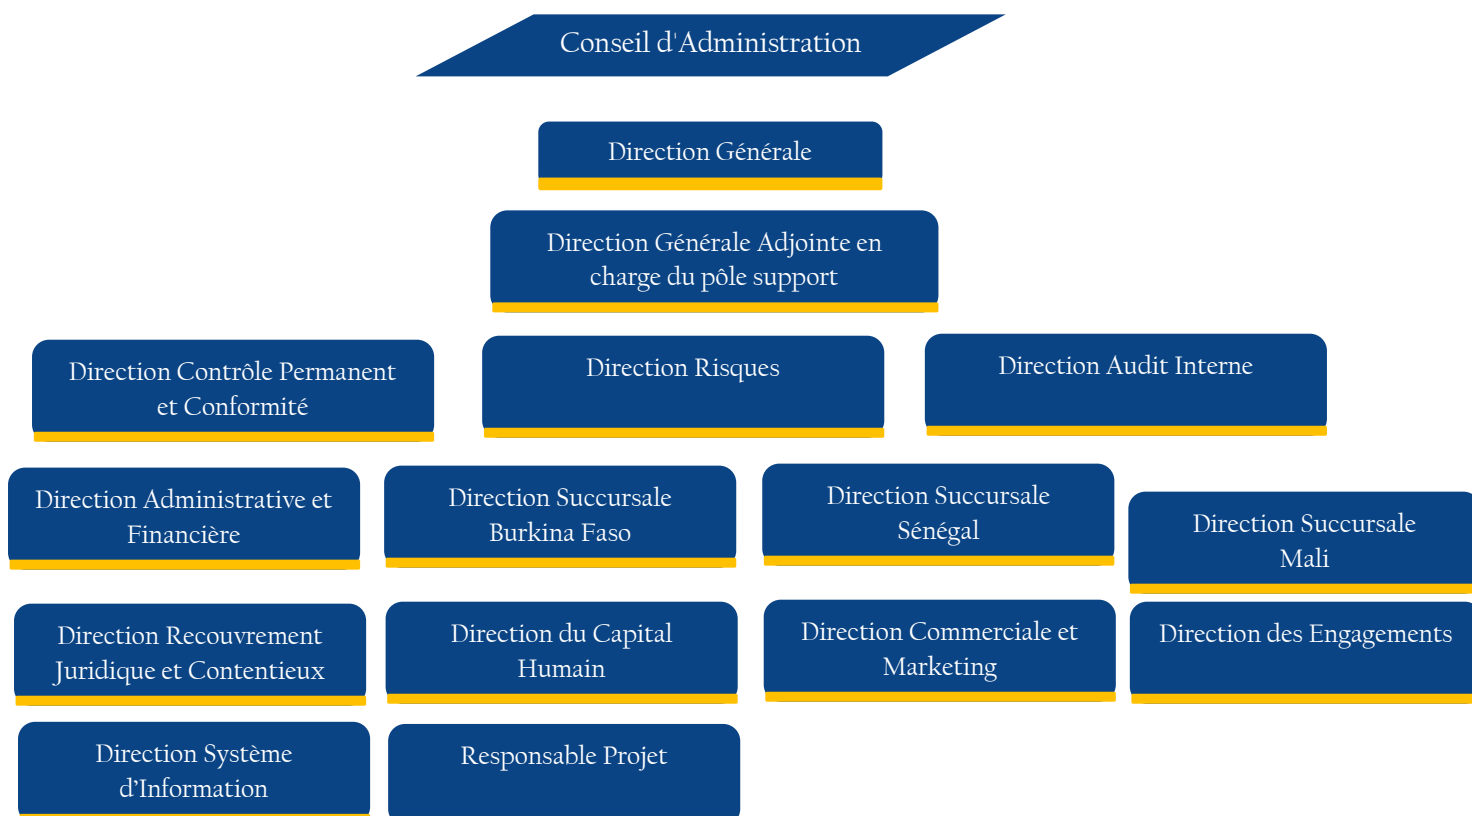 Conseil d'Administration
Direction Générale
Direction Générale Adjointe en
charge du pôle support
Direction Contrôle Permanent
et Conformité
Direction Risques
Direction Audit Interne
Direction Administrative et
Financière
Direction Succursale
Burkina Faso
Direction Succursale
Sénégal
Direction Succursale
Mali
Direction Recouvrement
Juridique et Contentieux
Direction du Capital
Humain
Direction Commerciale et
Marketing
Direction des Engagements
Direction Système
d’Information
Responsable Projet